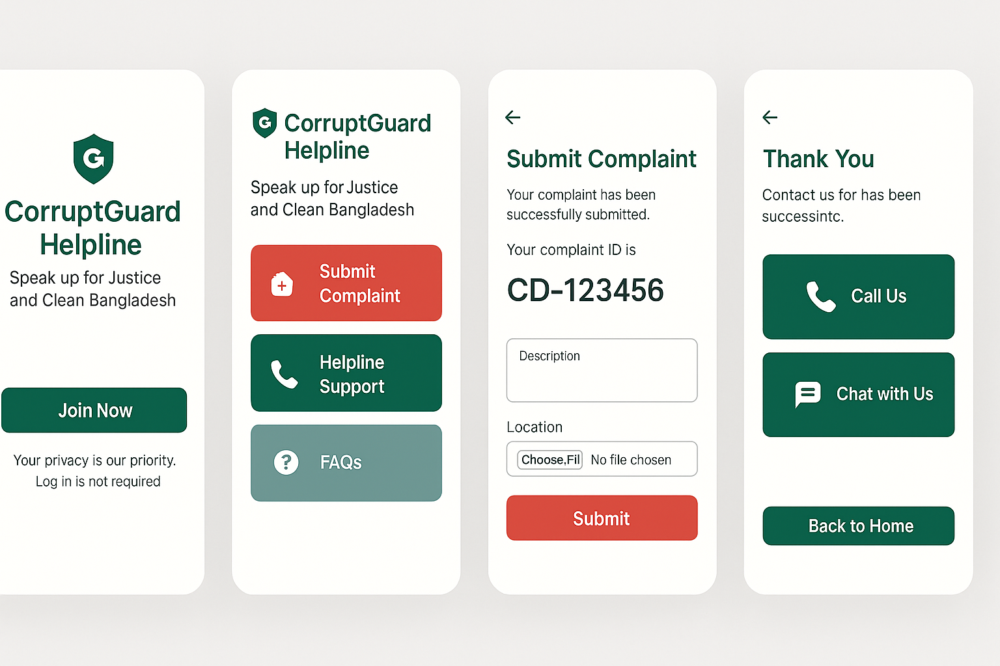 CorruptGuard
Helpline
Speak up for Justice
and Clean Bangladesh
Join Now
Your privacy is our priority.
Log in is not required
G
CorruptGuard
Helpline
Speak up for Justice
and Clean Bangladesh
Submit
Complaint
Helpline
Support
? FAQs
Submit Complaint
Your complaint has been
successfully submitted.
Your complaint ID is
CD-123456
Description
Location
Choose,Fil No file chosen
Submit
Thank You
Contact us for has been
successintc.
Call Us
Chat with Us
Back to Home